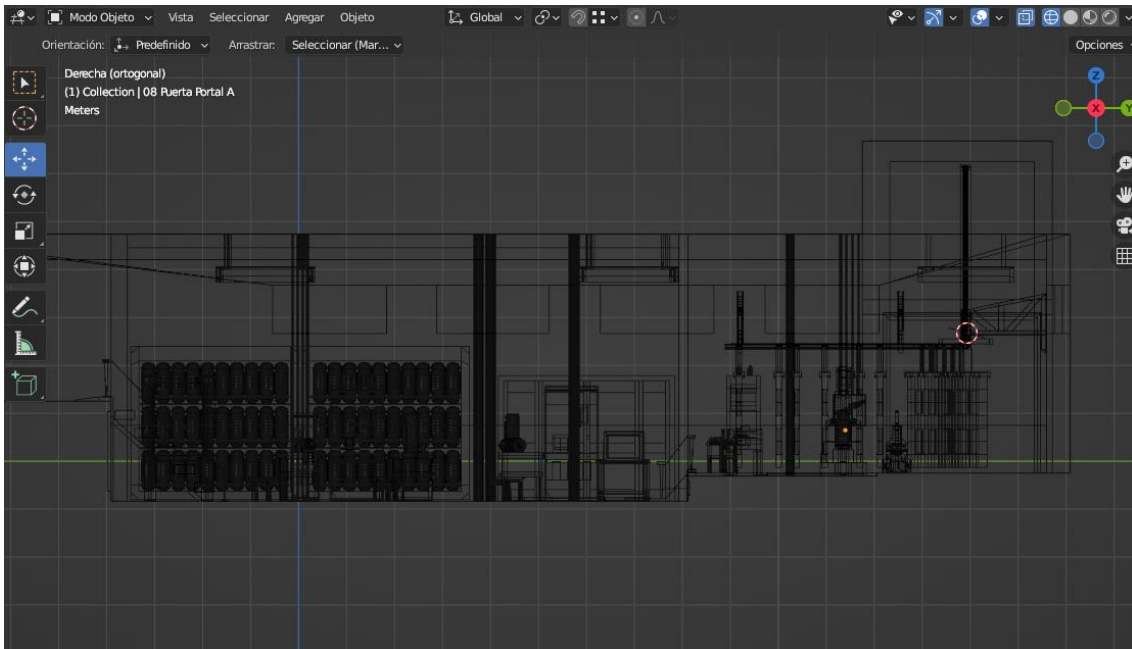 Modo Objeto Vista Seleccionar Agregar Objeto Global
Orientación: Predefinido Arrastrar: Seleccionar (Mar... Opciones
Derecha (ortogonal)
(1) Collection | 08 Puerta Portal A
Meters
Z
X
Y